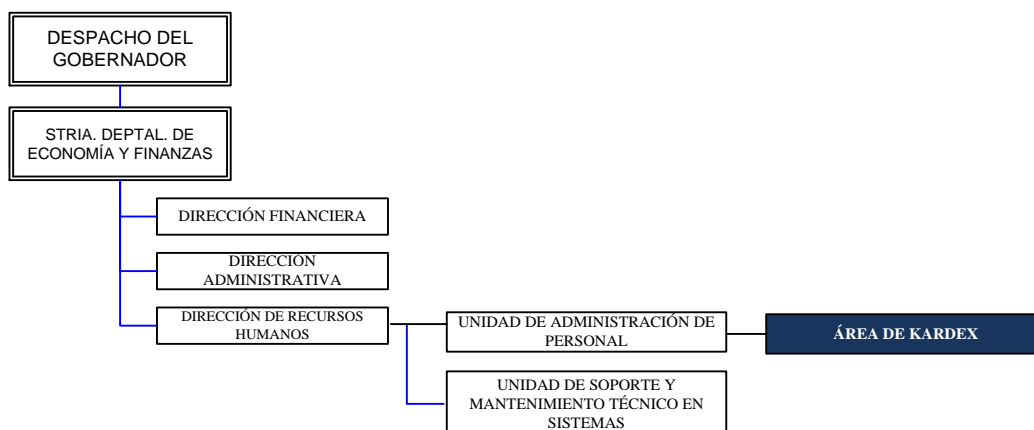 DESPACHO DEL
GOBERNADOR
STRIA. DEPTAL. DE
ECONOMÍA Y FINANZAS
DIRECCIÓN FINANCIERA
DIRECCIÓN
ADMINISTRATIVA
DIRECCIÓN DE RECURSOS
HUMANOS
UNIDAD DE ADMINISTRACIÓN DE
PERSONAL
ÁREA DE KARDEX
UNIDAD DE SOPORTE Y
MANTENIMIENTO TÉCNICO EN
SISTEMAS